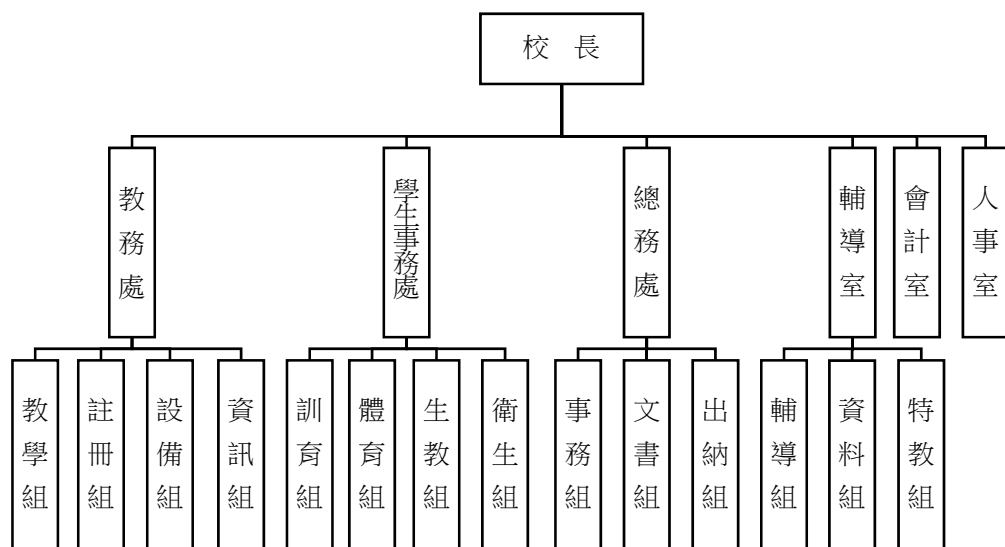 校長
教務處
學生事務處
總務處
輔導室
會計室
人事室
教學組
註冊組
設備組
資訊組
訓育組
體育組
生教組
衛生組
事務組
文書組
出納組
輔導組
資料組
特教組